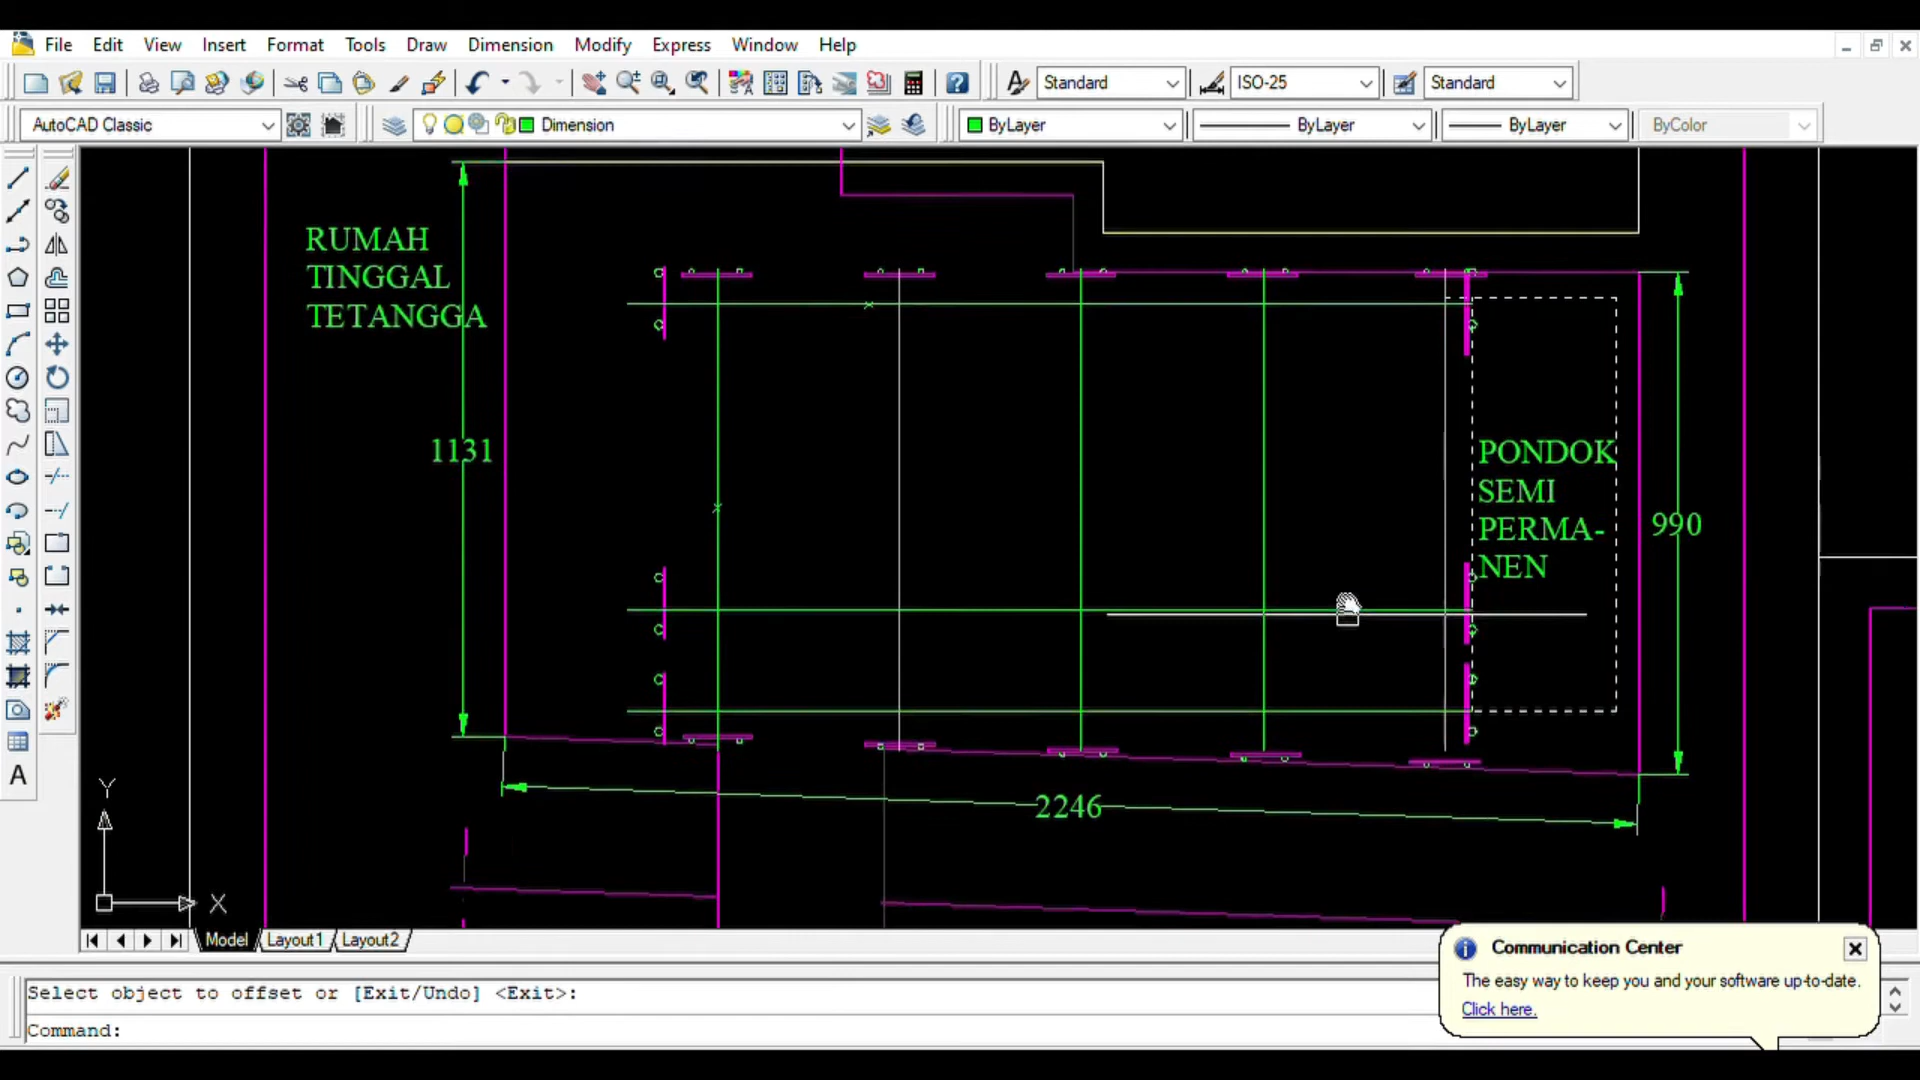 File Edit View Insert Format Tools Draw Dimension Modify Express Window Help
Standard ISO-25 Standard
AutoCAD Classic Dimension ByLayer ByLayer ByLayer ByColor
RUMAH
TINGGAL
TETANGGA
1131
PONDOK
SEMI
PERMA-
NEN
990
2246
Y
X
A
Model Layout1 Layout2
Select object to offset or [Exit/Undo] <Exit>:
Command:
Communication Center
The easy way to keep you and your software up-to-date.
Click here.